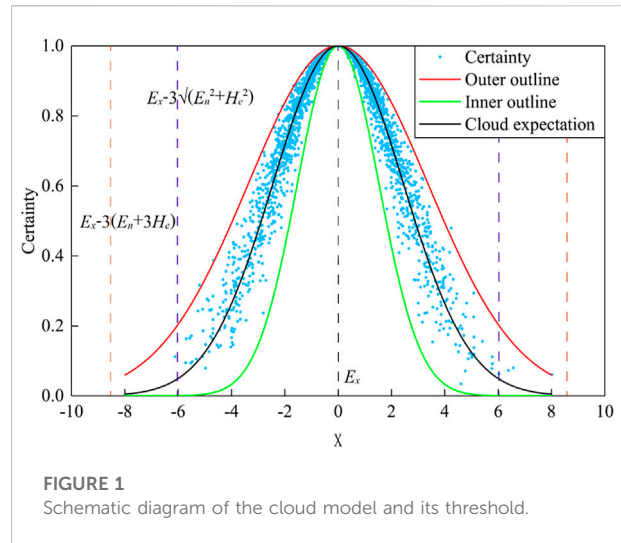 1.0
0.8
0.6
0.4
0.2
0.0
Certainty
-10
-8
-6
-4
-2
0
2
4
6
8
10
X
Eₓ-3√(Eₙ²+Hₑ²)
Eₓ-3(Eₙ+3Hₑ)
Eₓ
Certainty
Outer outline
Inner outline
Cloud expectation
FIGURE 1
Schematic diagram of the cloud model and its threshold.